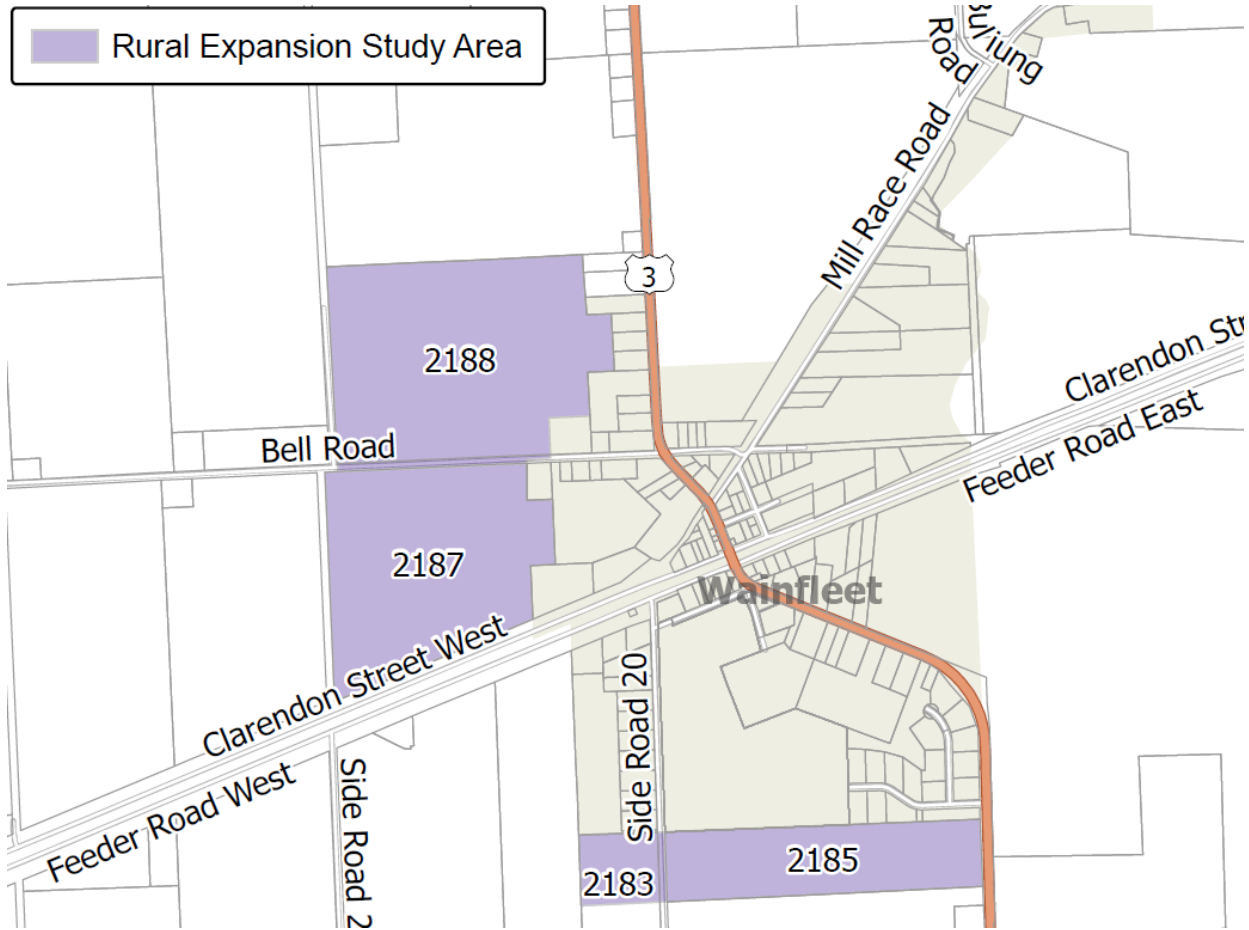 Rural Expansion Study Area
Road
3
Mill Race Road
2188
Clarendon Str
Bell Road
Feeder Road East
2187
Wainfleet
Clarendon Street West
Side Road 20
Feeder Road West
Side Road 2
2185
2183